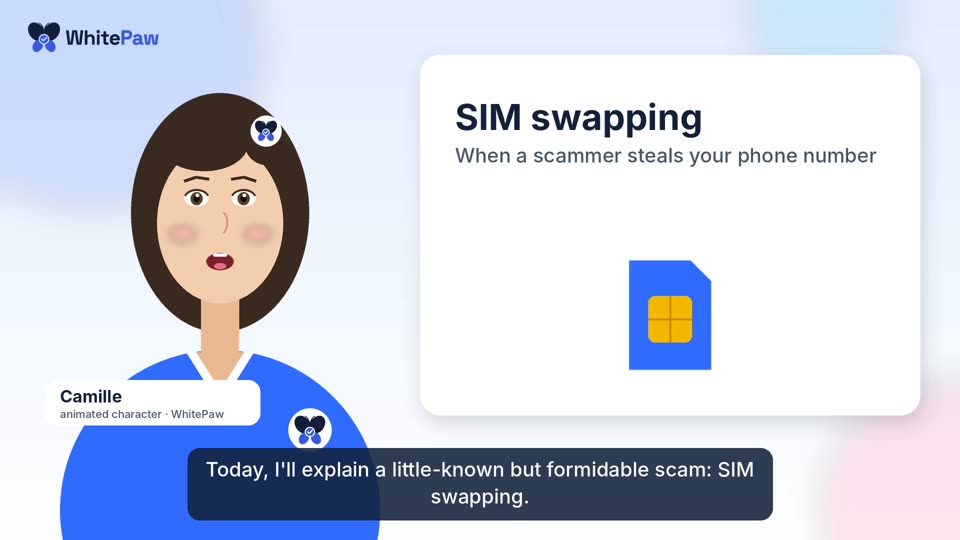 WhitePaw
SIM swapping
When a scammer steals your phone number
Camille
animated character · WhitePaw
Today, I'll explain a little-known but formidable scam: SIM
swapping.